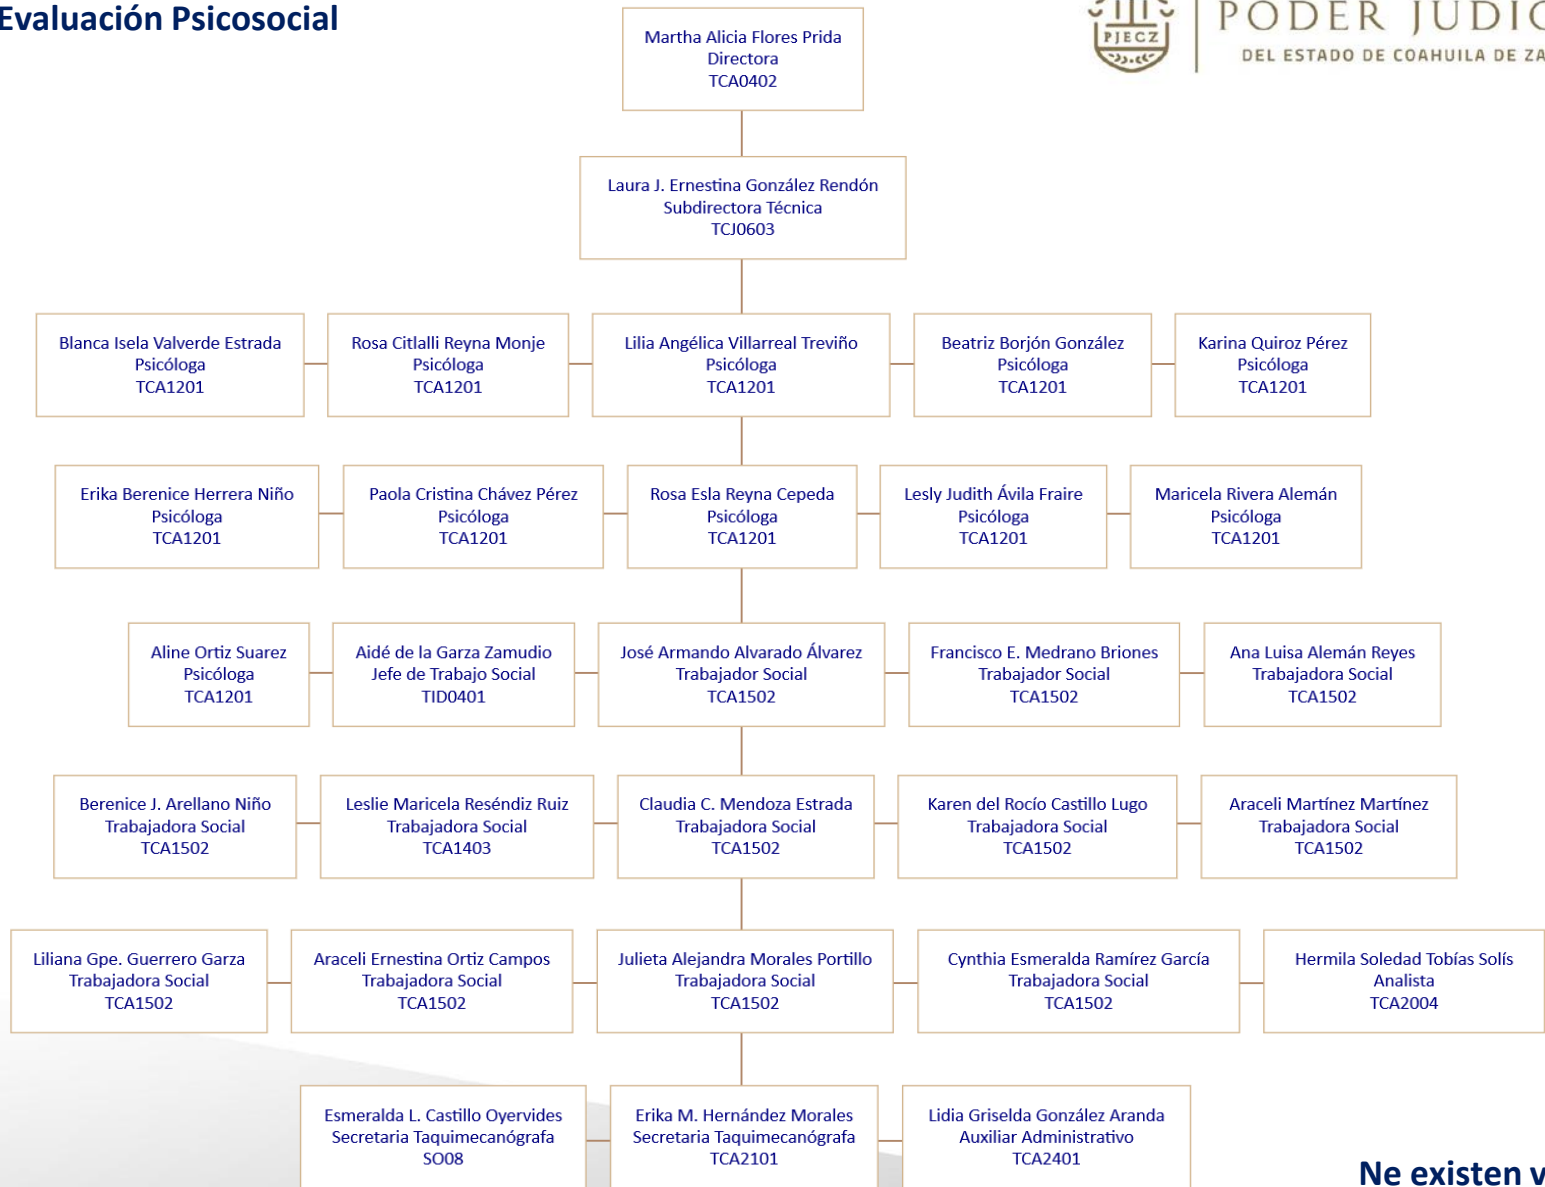 Evaluación Psicosocial
PJECZ
PODER JUDIC
DEL ESTADO DE COAHUILA DE ZA
Martha Alicia Flores Prida
Directora
TCA0402
Laura J. Ernestina González Rendón
Subdirectora Técnica
TCJ0603
Blanca Isela Valverde Estrada
Psicóloga
TCA1201
Rosa Citlalli Reyna Monje
Psicóloga
TCA1201
Lilia Angélica Villarreal Treviño
Psicóloga
TCA1201
Beatriz Borjón González
Psicóloga
TCA1201
Karina Quiroz Pérez
Psicóloga
TCA1201
Erika Berenice Herrera Niño
Psicóloga
TCA1201
Paola Cristina Chávez Pérez
Psicóloga
TCA1201
Rosa Esla Reyna Cepeda
Psicóloga
TCA1201
Lesly Judith Ávila Fraire
Psicóloga
TCA1201
Maricela Rivera Alemán
Psicóloga
TCA1201
Aline Ortiz Suarez
Psicóloga
TCA1201
Aidé de la Garza Zamudio
Jefe de Trabajo Social
TID0401
José Armando Alvarado Álvarez
Trabajador Social
TCA1502
Francisco E. Medrano Briones
Trabajador Social
TCA1502
Ana Luisa Alemán Reyes
Trabajadora Social
TCA1502
Berenice J. Arellano Niño
Trabajadora Social
TCA1502
Leslie Maricela Reséndiz Ruiz
Trabajadora Social
TCA1403
Claudia C. Mendoza Estrada
Trabajadora Social
TCA1502
Karen del Rocío Castillo Lugo
Trabajadora Social
TCA1502
Araceli Martínez Martínez
Trabajadora Social
TCA1502
Liliana Gpe. Guerrero Garza
Trabajadora Social
TCA1502
Araceli Ernestina Ortiz Campos
Trabajadora Social
TCA1502
Julieta Alejandra Morales Portillo
Trabajadora Social
TCA1502
Cynthia Esmeralda Ramírez García
Trabajadora Social
TCA1502
Hermila Soledad Tobías Solís
Analista
TCA2004
Esmeralda L. Castillo Oyervides
Secretaria Taquimecanógrafa
SO08
Erika M. Hernández Morales
Secretaria Taquimecanógrafa
TCA2101
Lidia Griselda González Aranda
Auxiliar Administrativo
TCA2401
Ne existen v